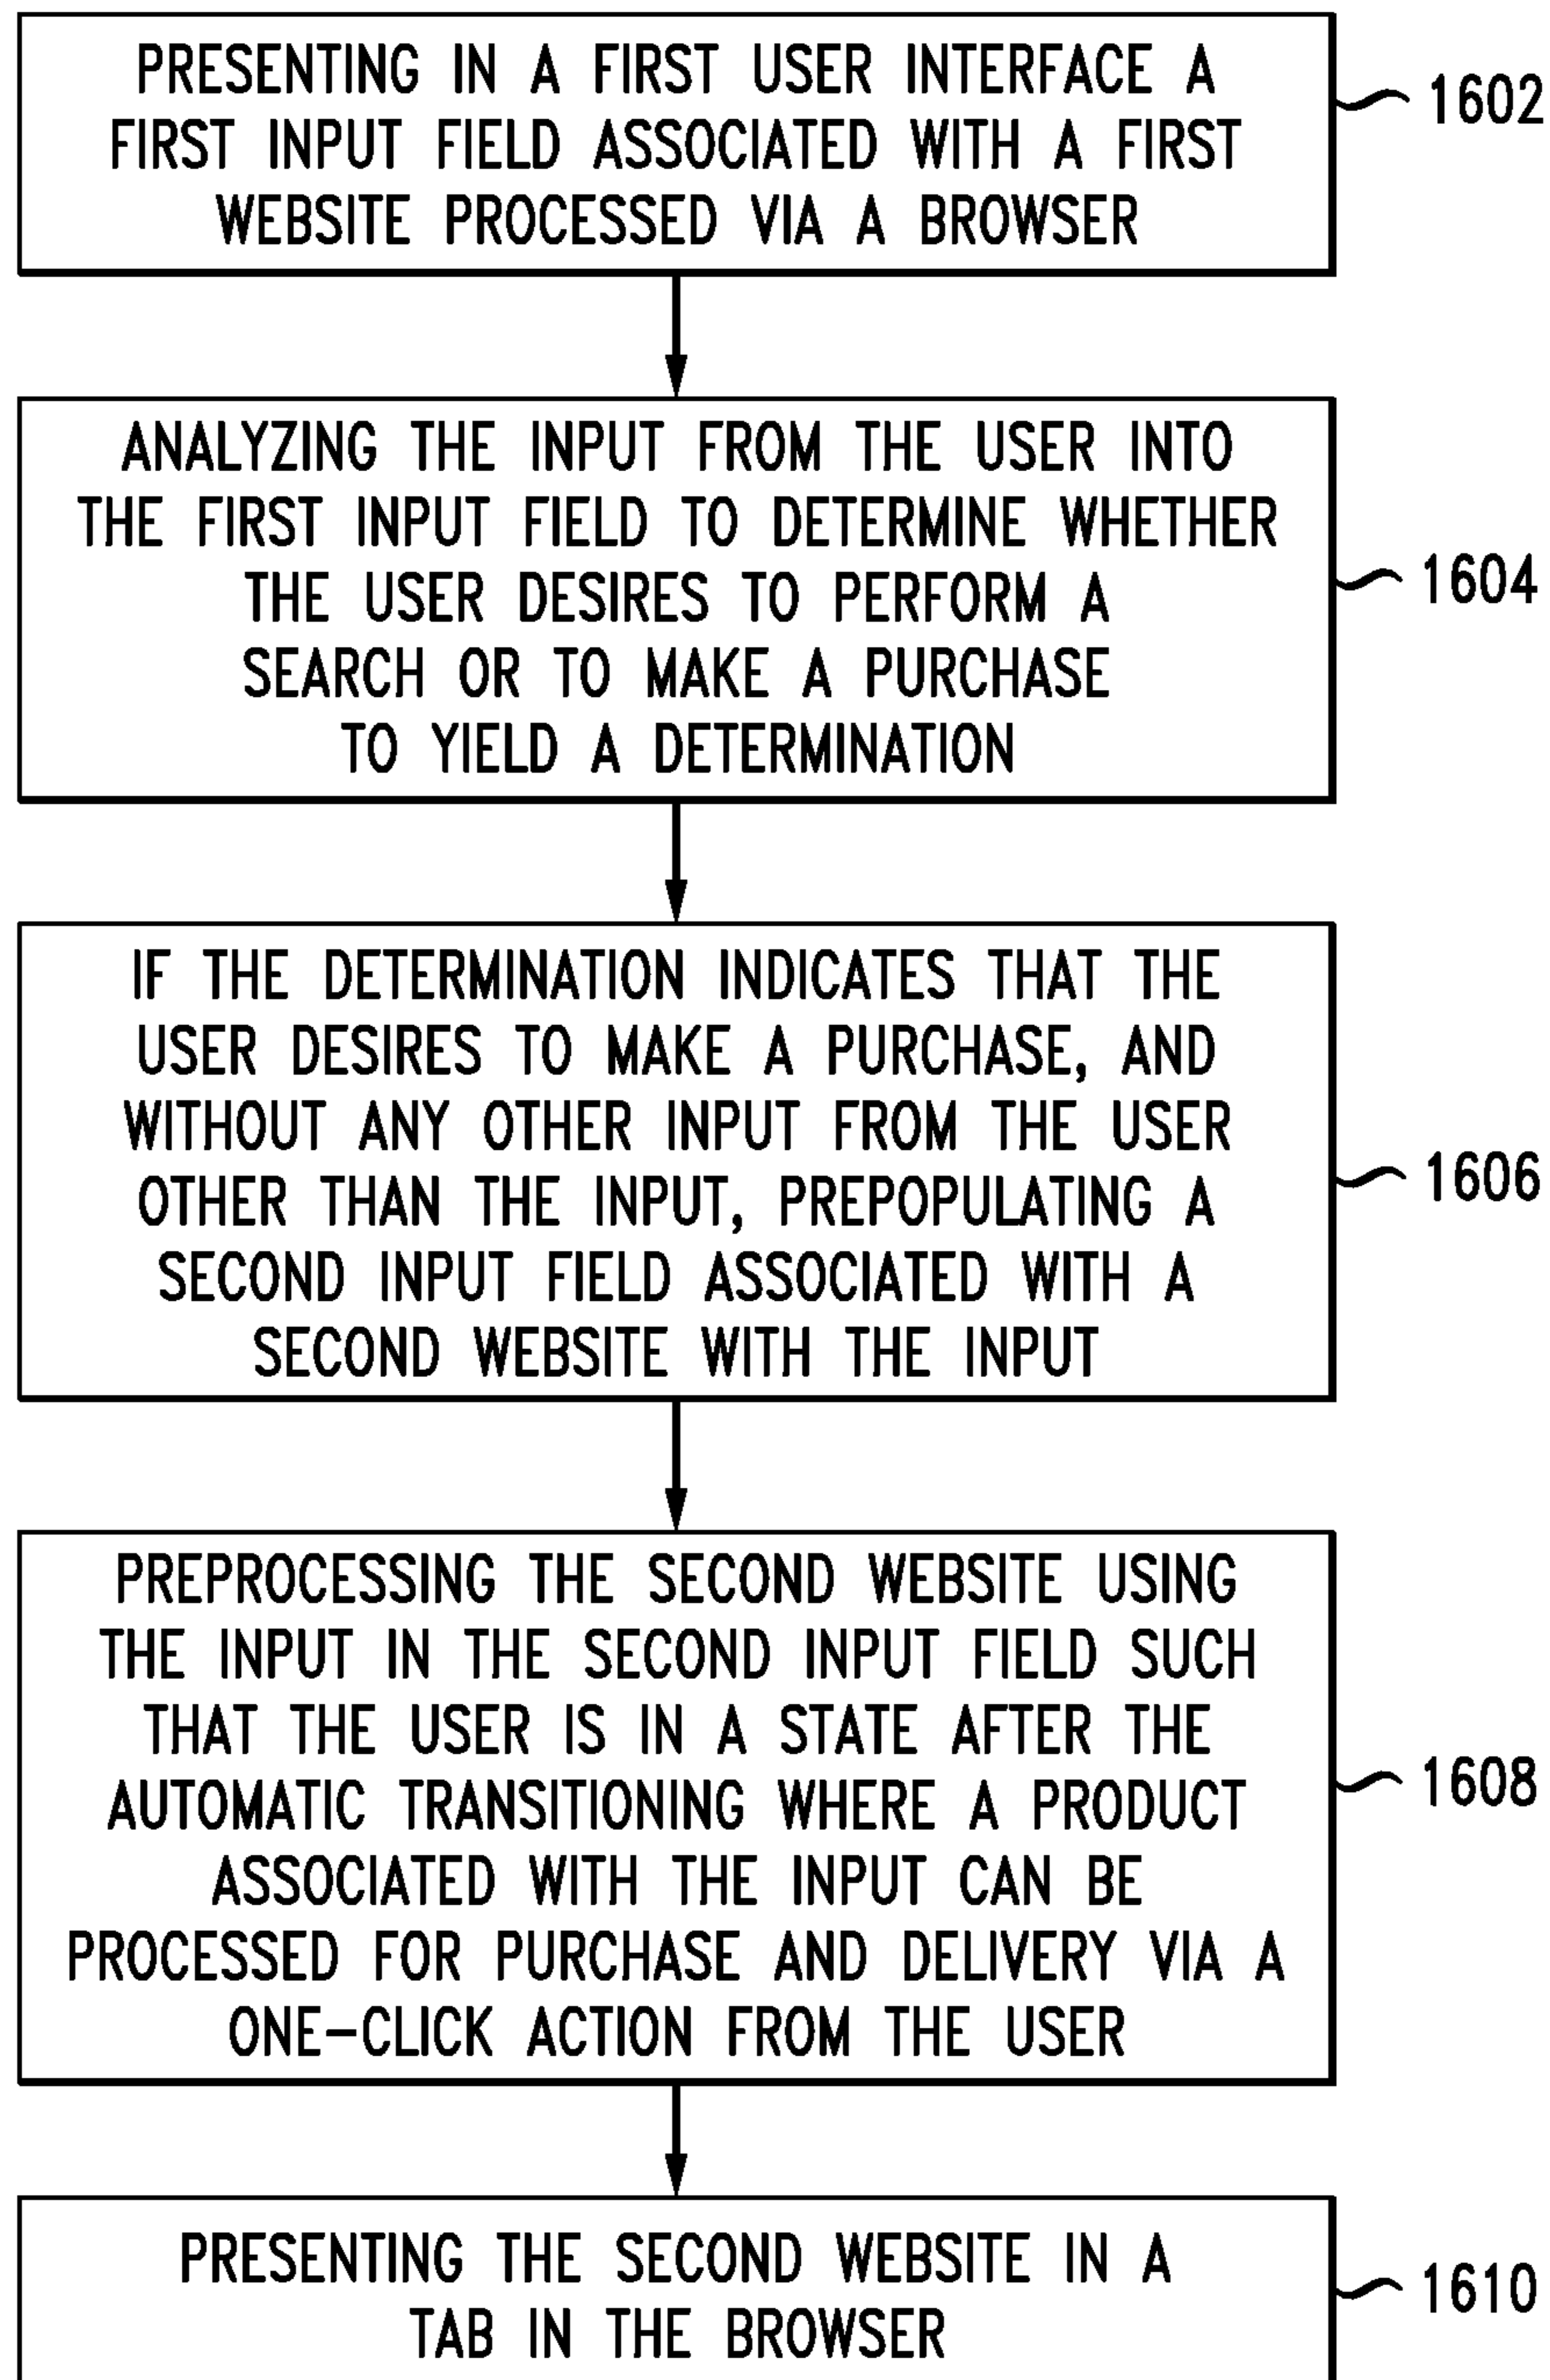 PRESENTING IN A FIRST USER INTERFACE A
FIRST INPUT FIELD ASSOCIATED WITH A FIRST
WEBSITE PROCESSED VIA A BROWSER
1602
ANALYZING THE INPUT FROM THE USER INTO
THE FIRST INPUT FIELD TO DETERMINE WHETHER
THE USER DESIRES TO PERFORM A
SEARCH OR TO MAKE A PURCHASE
TO YIELD A DETERMINATION
1604
IF THE DETERMINATION INDICATES THAT THE
USER DESIRES TO MAKE A PURCHASE, AND
WITHOUT ANY OTHER INPUT FROM THE USER
OTHER THAN THE INPUT, PREPOPULATING A
SECOND INPUT FIELD ASSOCIATED WITH A
SECOND WEBSITE WITH THE INPUT
1606
PREPROCESSING THE SECOND WEBSITE USING
THE INPUT IN THE SECOND INPUT FIELD SUCH
THAT THE USER IS IN A STATE AFTER THE
AUTOMATIC TRANSITIONING WHERE A PRODUCT
ASSOCIATED WITH THE INPUT CAN BE
PROCESSED FOR PURCHASE AND DELIVERY VIA A
ONE-CLICK ACTION FROM THE USER
1608
PRESENTING THE SECOND WEBSITE IN A
TAB IN THE BROWSER
1610